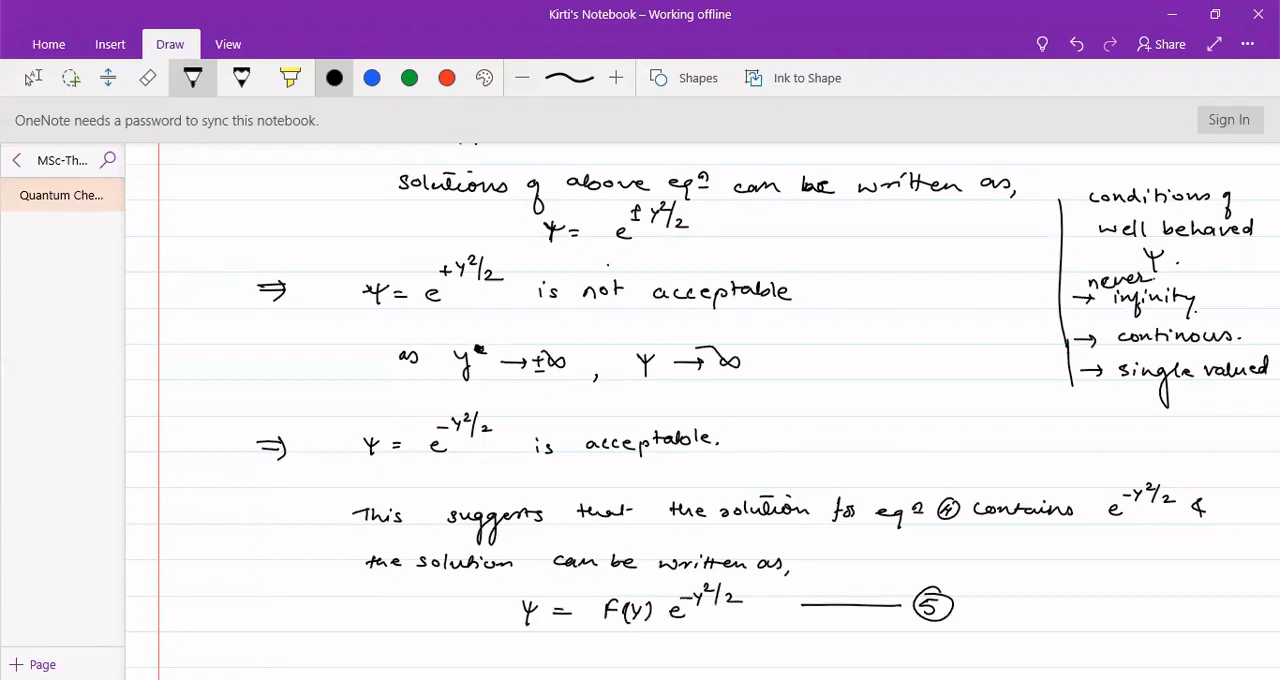 Kirti's Notebook – Working offline
Home Insert Draw View
Share
Shapes Ink to Shape
OneNote needs a password to sync this notebook.
Sign In
MSc-Th...
Quantum Che...
Solutions of above eqn can be written as,
Ψ = e^±Y²/2
⇒ Ψ = e^+Y²/2 is not acceptable
as y → ±∞, Ψ → ∞
⇒ Ψ = e^-Y²/2 is acceptable.
This suggests that the solution for eqn ④ contains e^-Y²/2 &
the solution can be written as,
Ψ = F(Y) e^-Y²/2 ——— ⑤
conditions of
well behaved
Ψ.
never
→ infinity.
→ continous.
→ single valued
+ Page